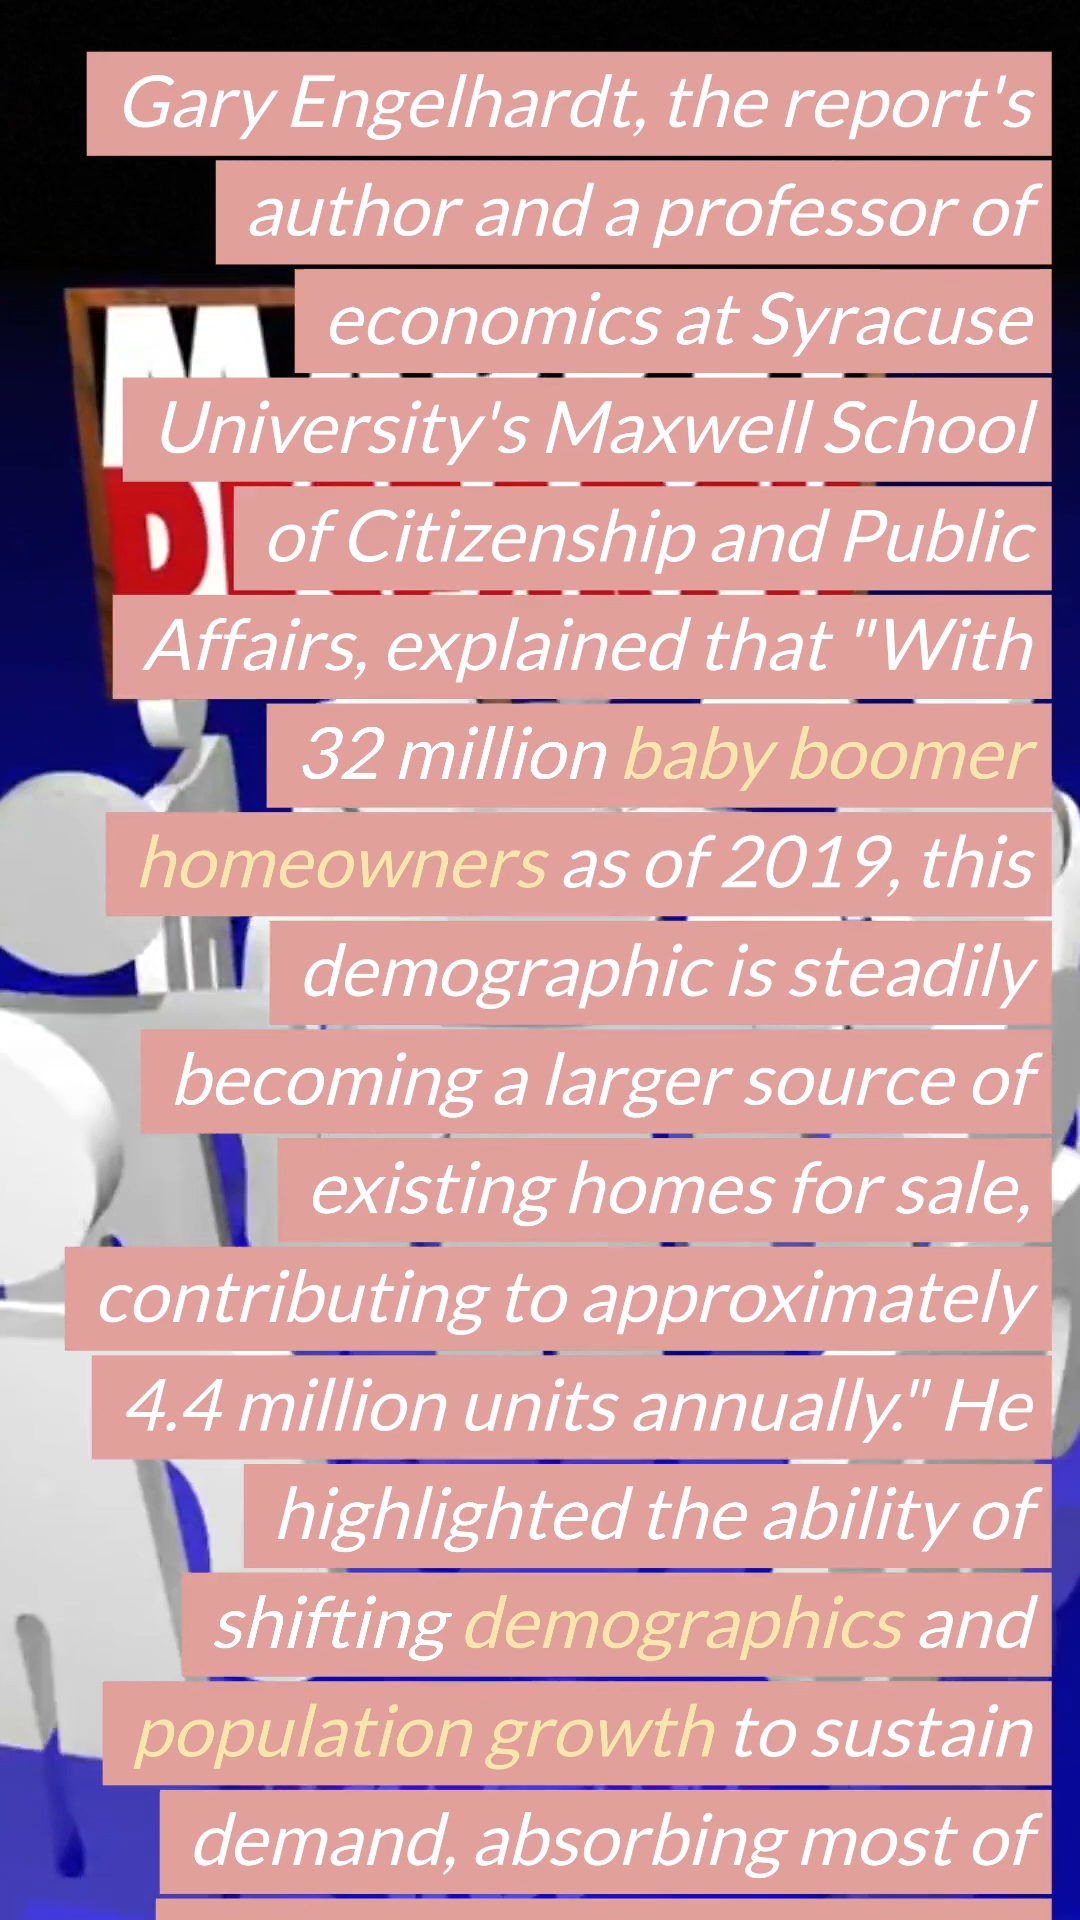 Gary Engelhardt, the report's
author and a professor of
economics at Syracuse
University's Maxwell School
of Citizenship and Public
Affairs, explained that "With
32 million baby boomer
homeowners as of 2019, this
demographic is steadily
becoming a larger source of
existing homes for sale,
contributing to approximately
4.4 million units annually." He
highlighted the ability of
shifting demographics and
population growth to sustain
demand, absorbing most of